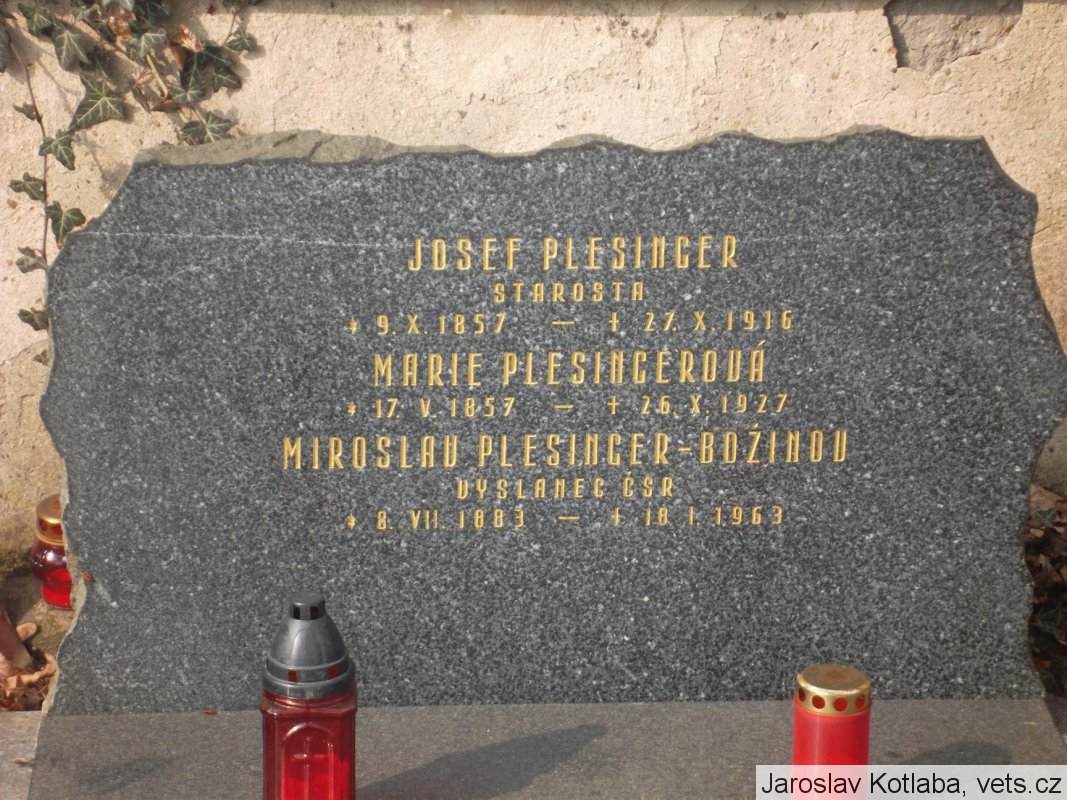 JOSEF PLESINGER
STAROSTA
* 9. X. 1857 — † 27. X. 1916
MARIE PLESINGEROVÁ
* 17. V. 1857 — † 26. X. 1927
MIROSLAV PLESINGER-BOŽINOV
VYSLANEC ČSR
* 8. VII. 1883 — † 18. I. 1963
Jaroslav Kotlaba, vets.cz